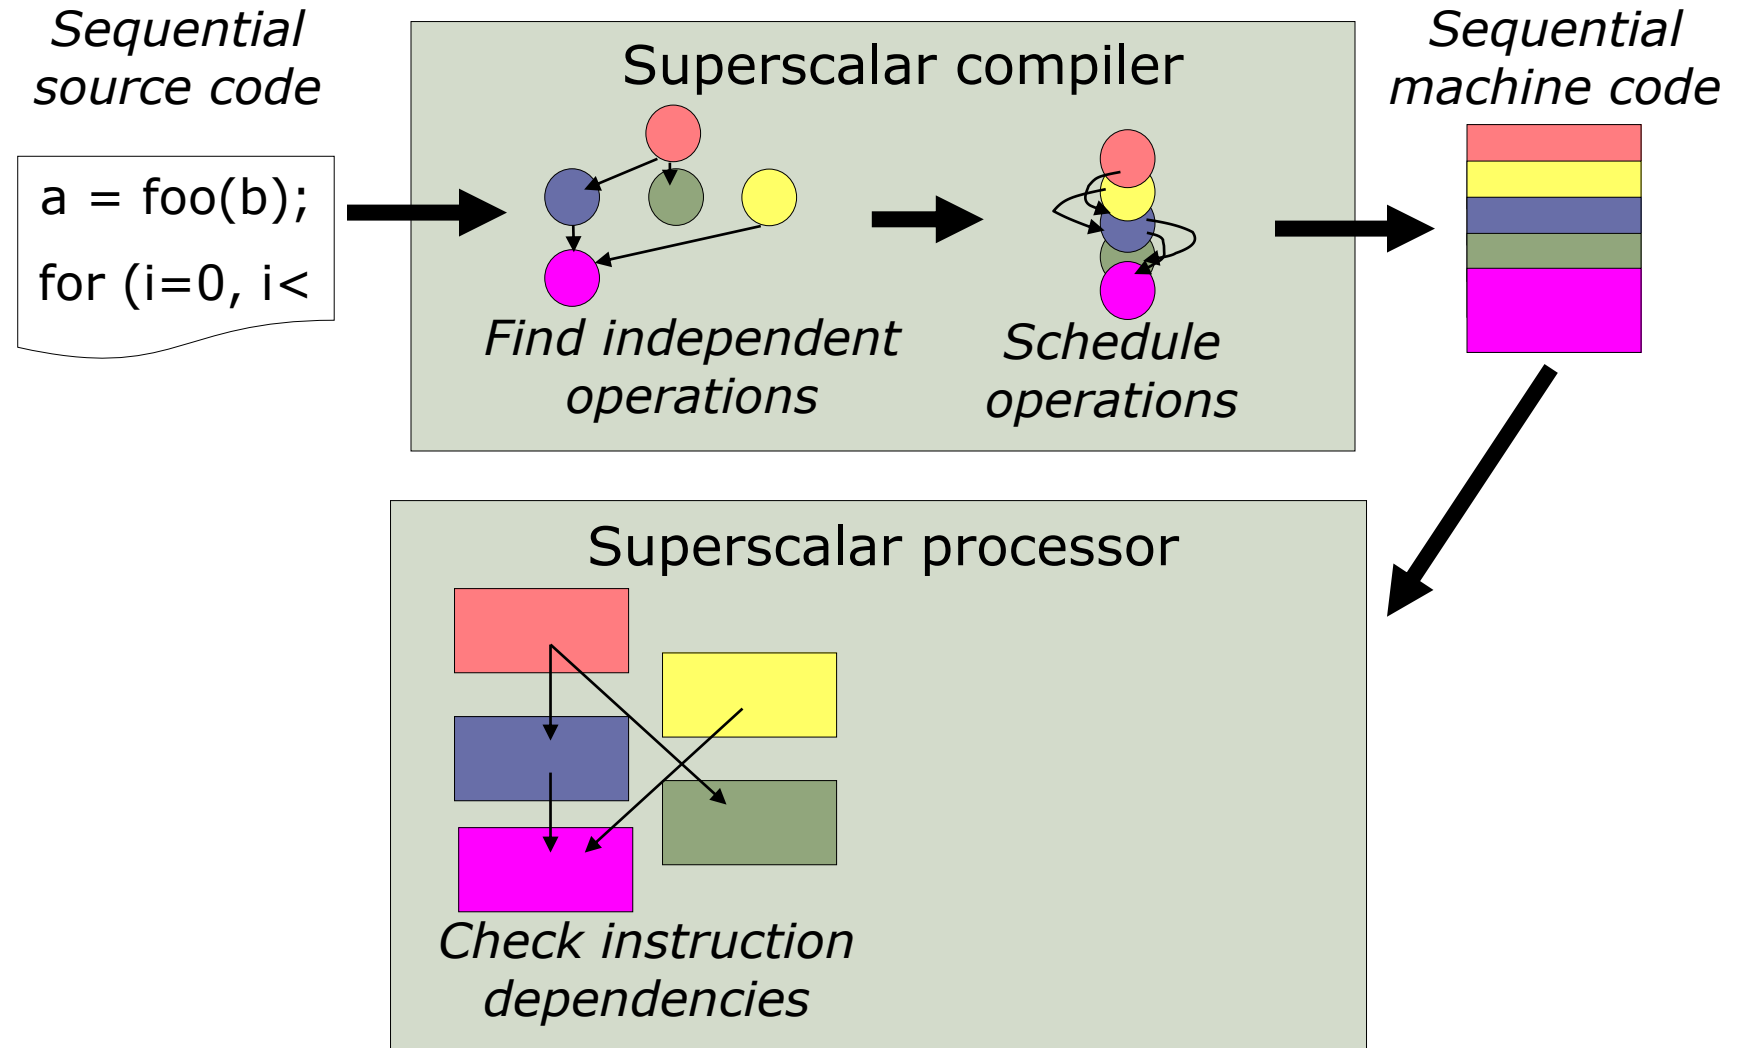 Sequential
source code
a = foo(b);
for (i=0, i<
Superscalar compiler
Find independent
operations
Schedule
operations
Sequential
machine code
Superscalar processor
Check instruction
dependencies